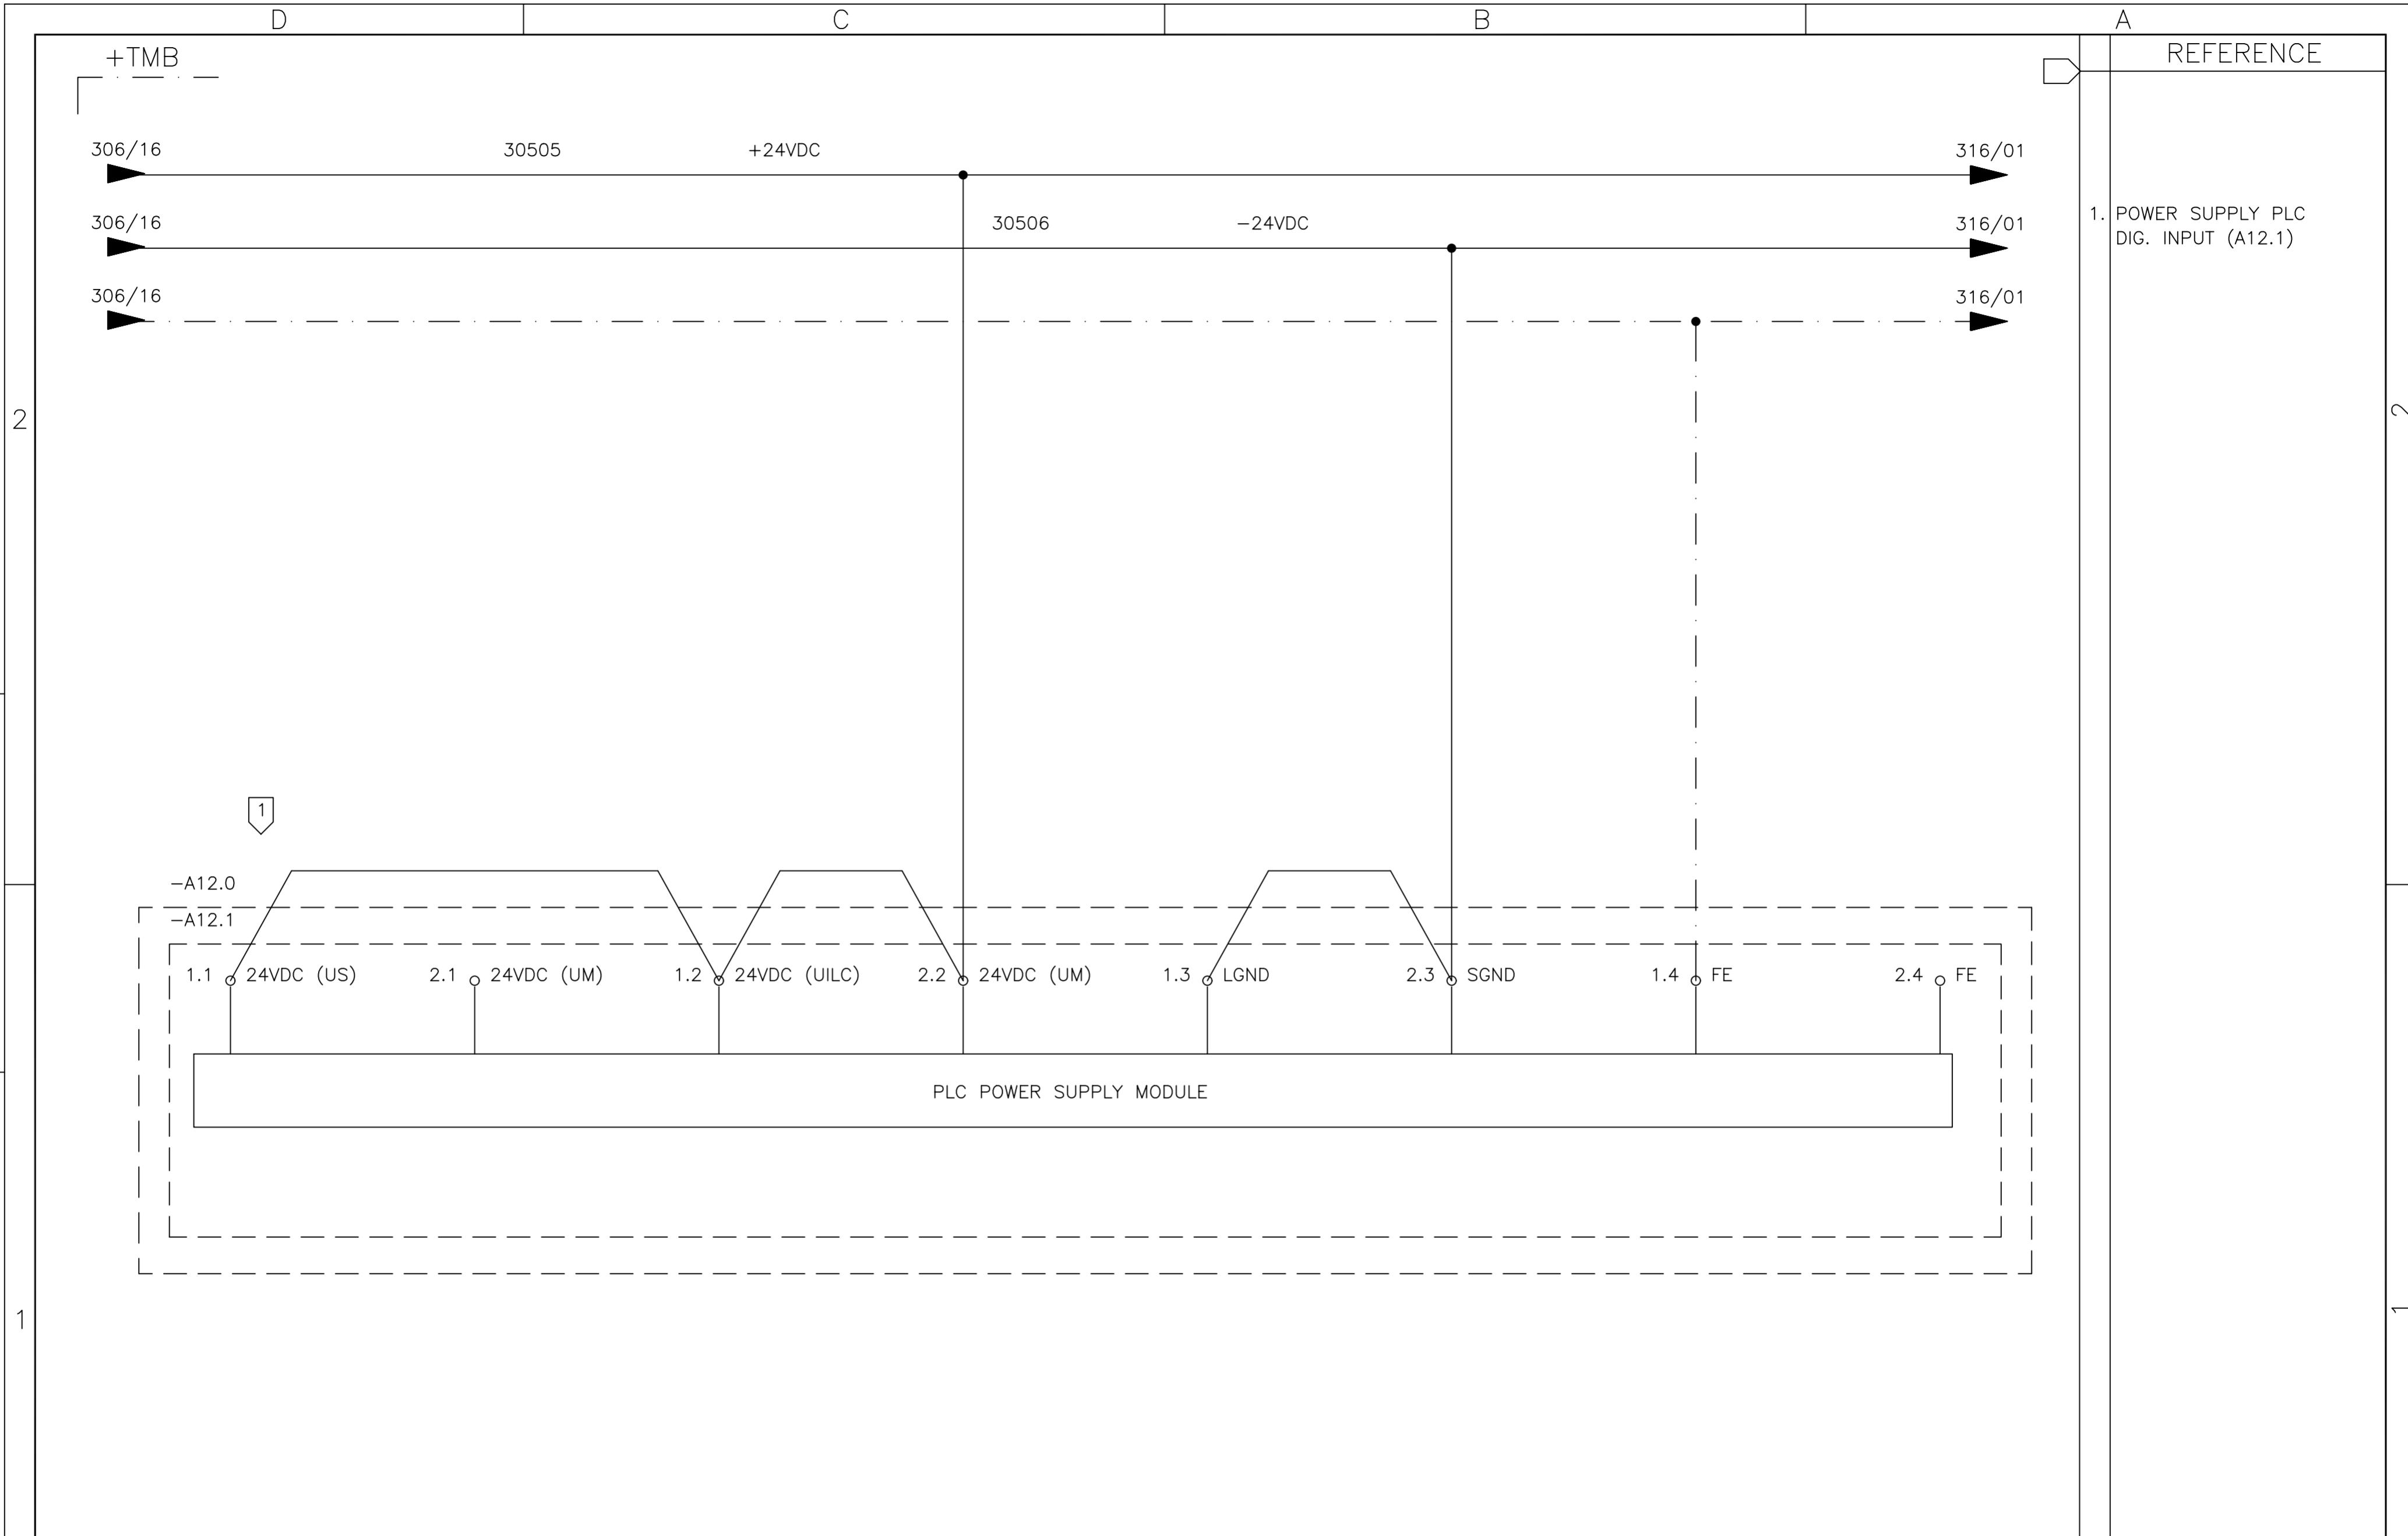 D C B A
+TMB
REFERENCE
306/16 30505 +24VDC 316/01
306/16 30506 −24VDC 316/01
1. POWER SUPPLY PLC
DIG. INPUT (A12.1)
306/16 316/01
2 2
1
−A12.0
−A12.1
1.1 24VDC (US) 2.1 24VDC (UM) 1.2 24VDC (UILC) 2.2 24VDC (UM) 1.3 LGND 2.3 SGND 1.4 FE 2.4 FE
PLC POWER SUPPLY MODULE
1 1